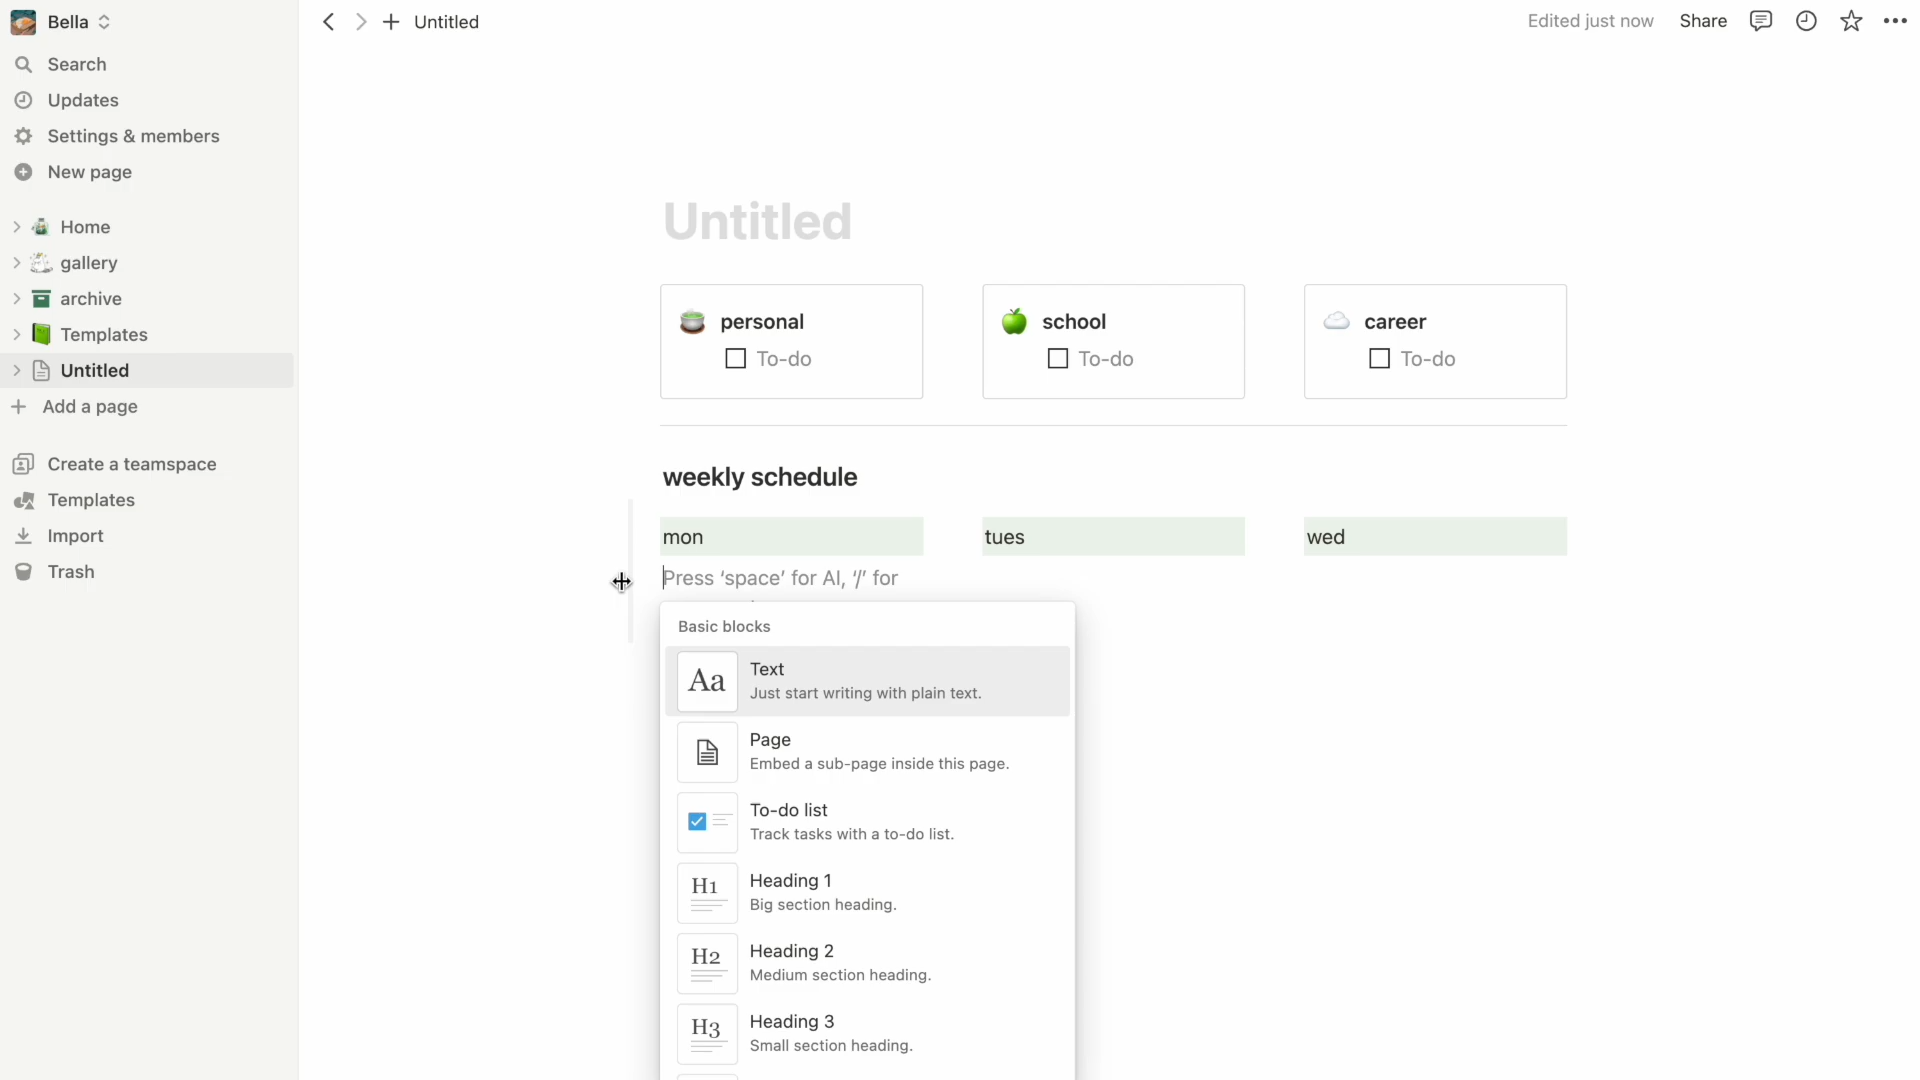 Bella
Search
Updates
Settings & members
New page
Home
gallery
archive
Templates
Untitled
Add a page
Create a teamspace
Templates
Import
Trash
Untitled
Edited just now
Share
Untitled
personal
To-do
school
To-do
career
To-do
weekly schedule
mon
tues
wed
Press ‘space’ for AI, ‘/’ for
Basic blocks
Aa
Text
Just start writing with plain text.
Page
Embed a sub-page inside this page.
To-do list
Track tasks with a to-do list.
H1
Heading 1
Big section heading.
H2
Heading 2
Medium section heading.
H3
Heading 3
Small section heading.